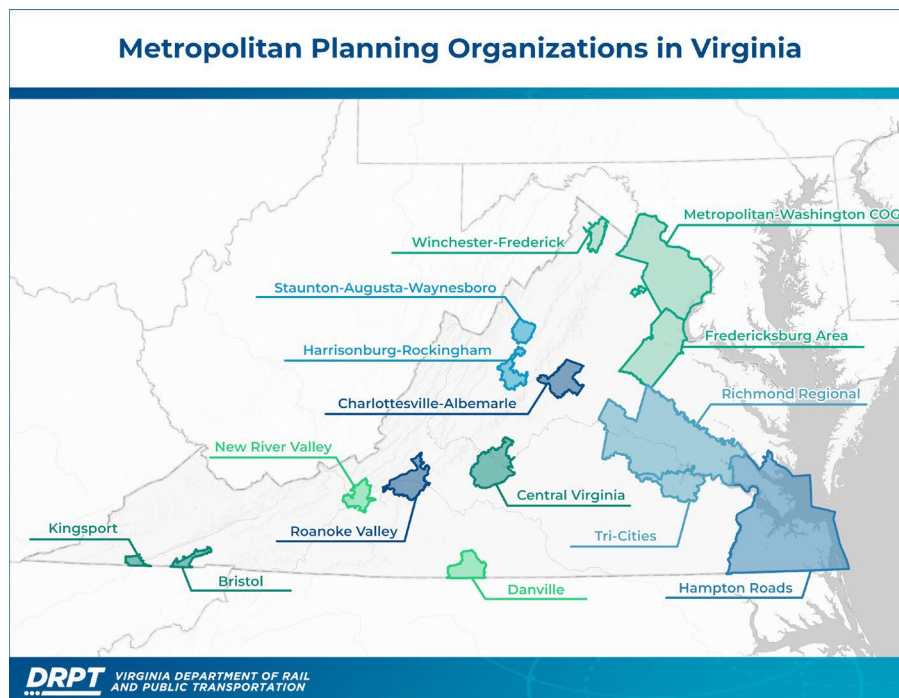 Metropolitan Planning Organizations in Virginia
Metropolitan-Washington COG
Winchester-Frederick
Staunton-Augusta-Waynesboro
Fredericksburg Area
Harrisonburg-Rockingham
Richmond Regional
Charlottesville-Albemarle
New River Valley
Central Virginia
Kingsport
Roanoke Valley
Tri-Cities
Bristol
Danville
Hampton Roads
DRPT
VIRGINIA DEPARTMENT OF RAIL
AND PUBLIC TRANSPORTATION